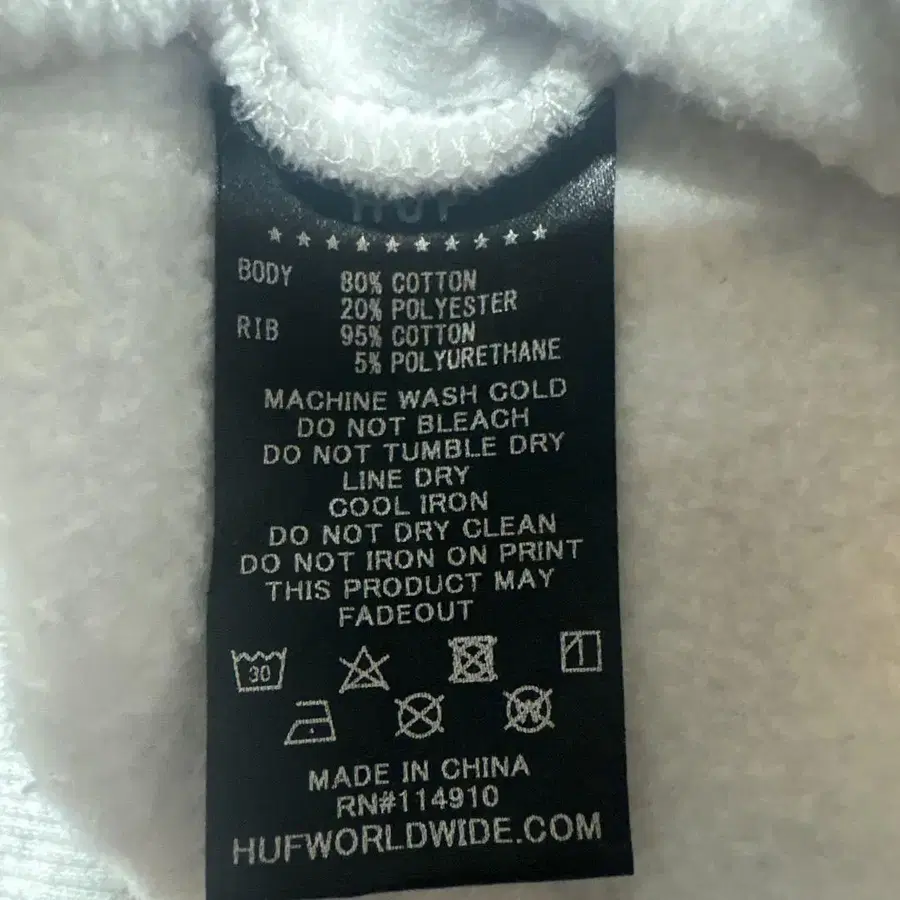 HUF
BODY 80% COTTON
20% POLYESTER
RIB 95% COTTON
5% POLYURETHANE
MACHINE WASH COLD
DO NOT BLEACH
DO NOT TUMBLE DRY
LINE DRY
COOL IRON
DO NOT DRY CLEAN
DO NOT IRON ON PRINT
THIS PRODUCT MAY
FADEOUT
30
W
MADE IN CHINA
RN#114910
HUFWORLDWIDE.COM